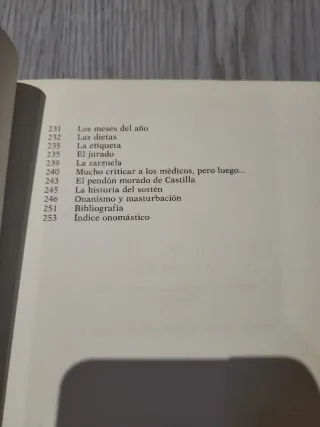 231 Los meses del año
232 Las dietas
235 La etiqueta
235 El jurado
239 La zarzuela
240 Mucho criticar a los médicos, pero luego...
243 El pendón morado de Castilla
245 La historia del sostén
246 Onanismo y masturbación
251 Bibliografía
253 Índice onomástico